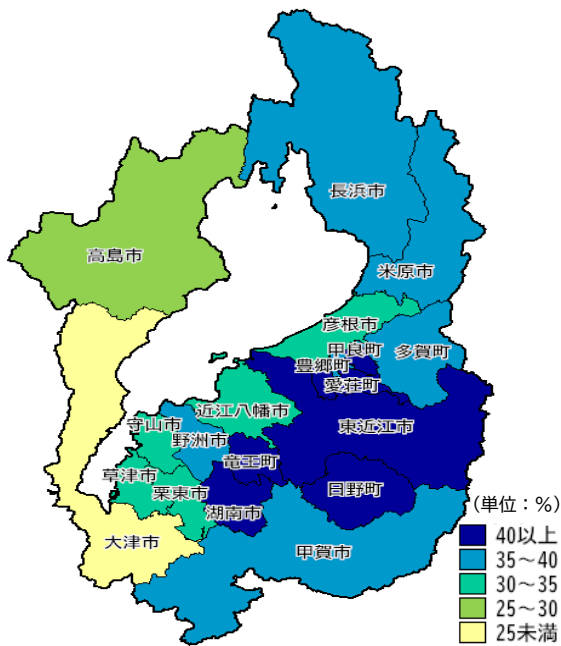 長浜市
高島市
米原市
彦根市
甲良町
多賀町
豊郷町
愛荘町
近江八幡市
守山市
東近江市
野洲市
竜王町
草津市
栗東市
日野町
湖南市
大津市
甲賀市
(単位：%)
40以上
35～40
30～35
25～30
25未満